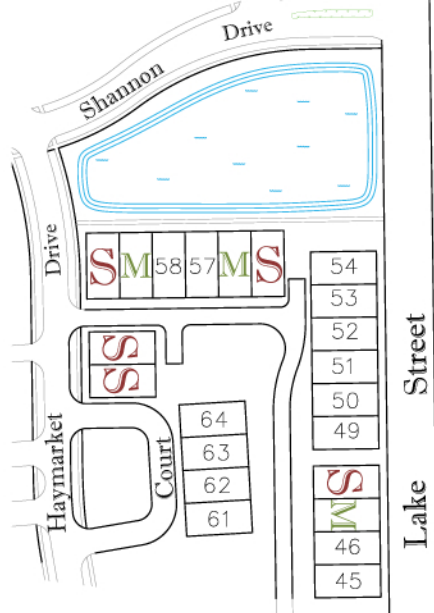 Shannon Drive
Drive
S M 58 57 M S
54
53
52
51
50
49
S
S
64
63
62
61
S
M
46
45
Haymarket
Court
Lake Street